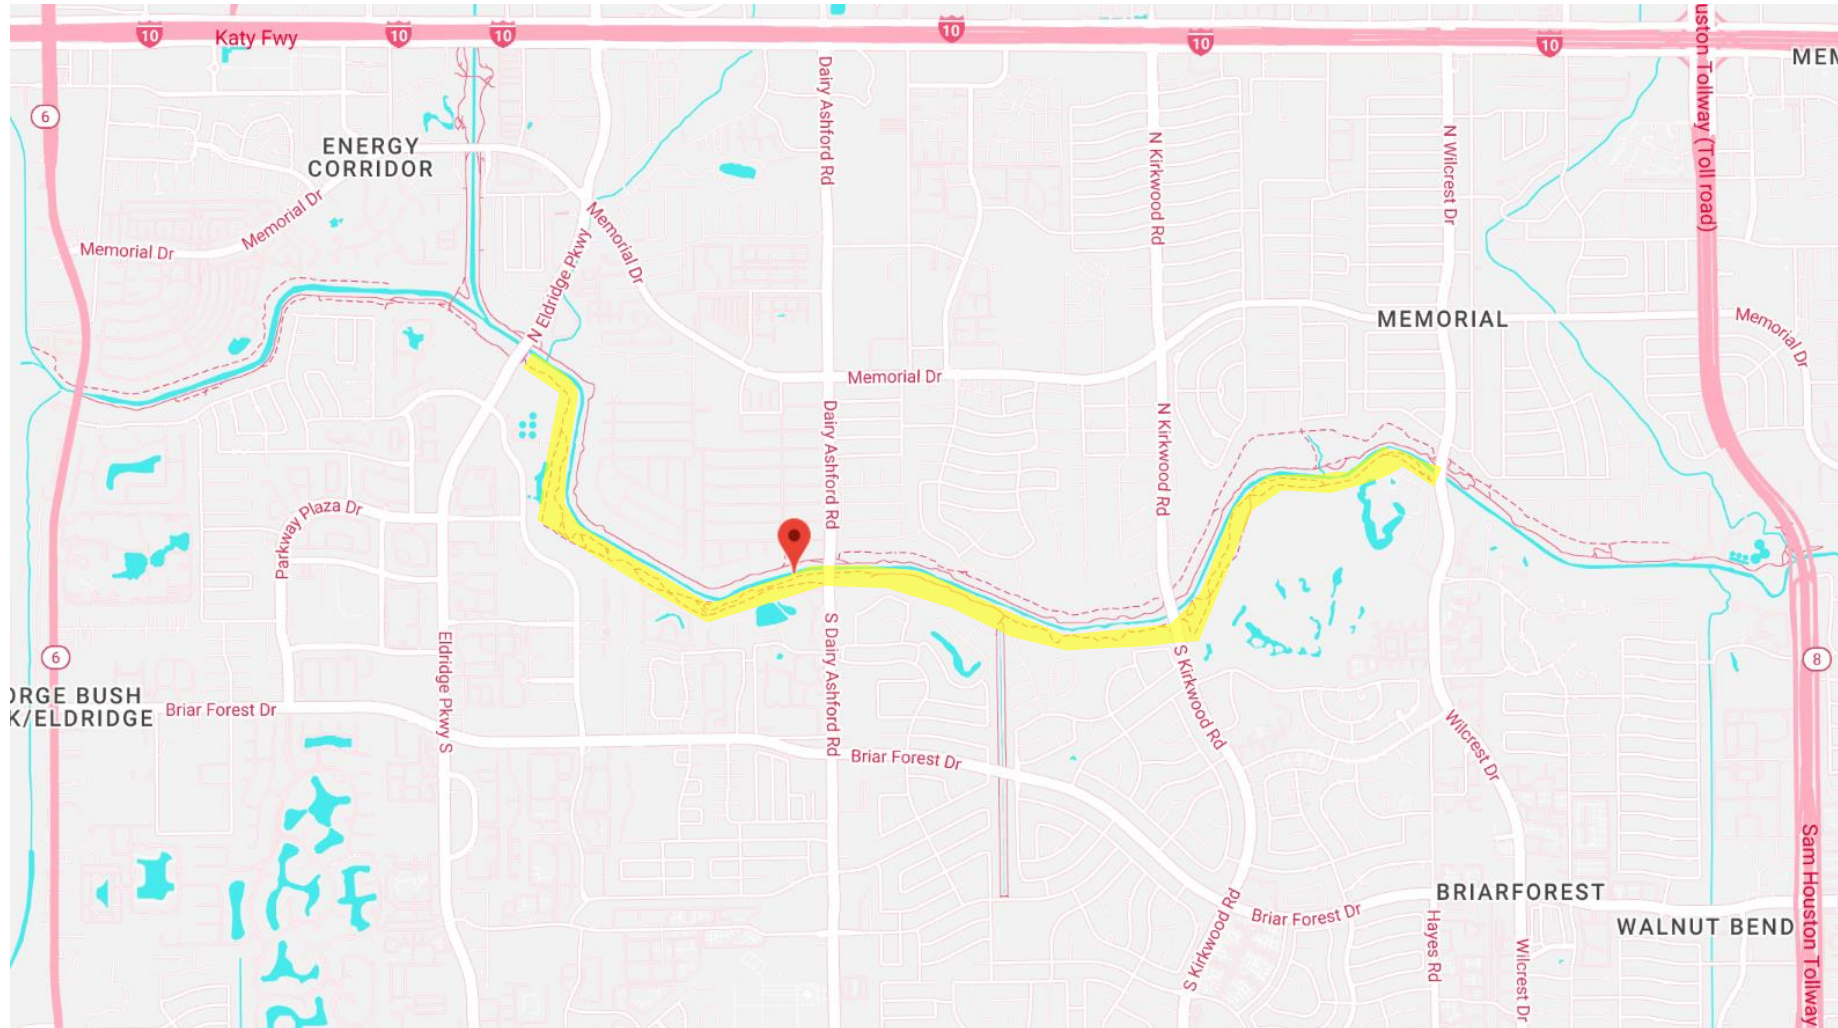 10
Katy Fwy
10
10
10
10
10
uston Tollway (Toll road)
MEM
6
Dairy Ashford Rd
ENERGY
CORRIDOR
N Kirkwood Rd
N Wilcrest Dr
Memorial Dr
Memorial Dr
Memorial Dr
N Eldridge Pkwy
MEMORIAL
Memorial Dr
Memorial Dr
Dairy Ashford Rd
N Kirkwood Rd
Parkway Plaza Dr
6
S Dairy Ashford Rd
Eldridge Pkwy S
S Kirkwood Rd
8
ORGE BUSH
K/ELDRIDGE
Briar Forest Dr
Briar Forest Dr
Wilcrest Dr
Sam Houston Tollway
BRIARFOREST
S Kirkwood Rd
Briar Forest Dr
Hayes Rd
WALNUT BEND
Wilcrest Dr